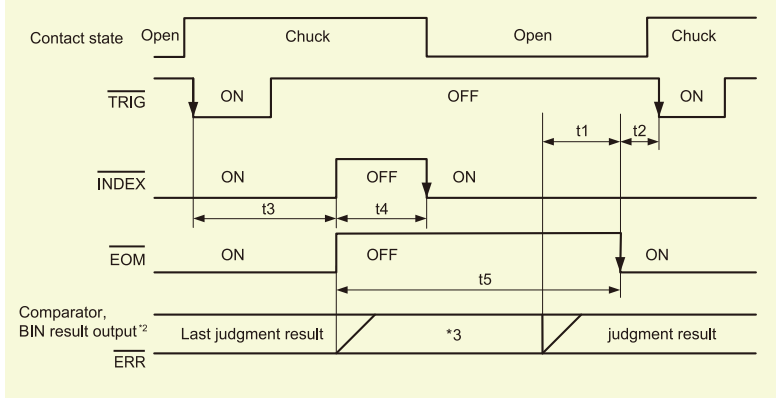 Contact state Open Chuck Open Chuck
TRIG ON OFF ON
t1 t2
INDEX ON OFF ON
t3 t4
EOM ON OFF ON
t5
Comparator,
BIN result output*2 Last judgment result *3 judgment result
ERR